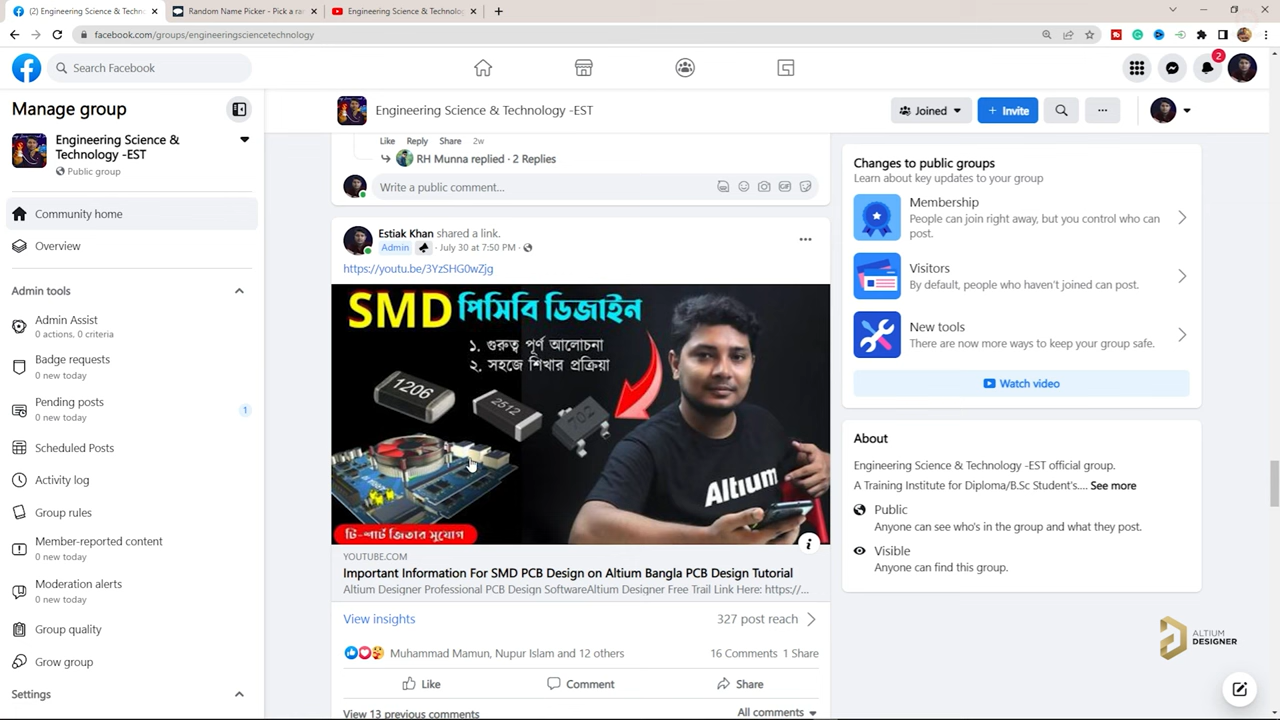 (2) Engineering Science & Techn
Random Name Picker - Pick a ra
Engineering Science & Technolog
facebook.com/groups/engineeringsciencetechnology
Search Facebook
2
Manage group
Engineering Science &
Technology -EST
Public group
Community home
Overview
Admin tools
Admin Assist
0 actions, 0 criteria
Badge requests
0 new today
Pending posts
0 new today
1
Scheduled Posts
Activity log
Group rules
Member-reported content
0 new today
Moderation alerts
0 new today
Group quality
Grow group
Settings
Engineering Science & Technology -EST
Joined
+ Invite
Like Reply Share 2w
RH Munna replied · 2 Replies
Write a public comment...
GIF
Estiak Khan shared a link.
Admin · July 30 at 7:50 PM ·
https://youtu.be/3YzSHG0wZjg
SMD পিসিবি ডিজাইন
১. গুরুত্ব পূর্ণ আলোচনা
২. সহজে শিখার প্রক্রিয়া
1206
2512
702
Altium
টি-শার্ট জিতার সুযোগ
YOUTUBE.COM
Important Information For SMD PCB Design on Altium Bangla PCB Design Tutorial
Altium Designer Professional PCB Design SoftwareAltium Designer Free Trail Link Here: https://...
View insights
327 post reach
Muhammad Mamun, Nupur Islam and 12 others
16 Comments 1 Share
Like
Comment
Share
View 13 previous comments
All comments
Changes to public groups
Learn about key updates to your group
Membership
People can join right away, but you control who can
post.
Visitors
By default, people who haven't joined can post.
New tools
There are now more ways to keep your group safe.
Watch video
About
Engineering Science & Technology -EST official group.
A Training Institute for Diploma/B.Sc Student's.... See more
Public
Anyone can see who's in the group and what they post.
Visible
Anyone can find this group.
ALTIUM
DESIGNER